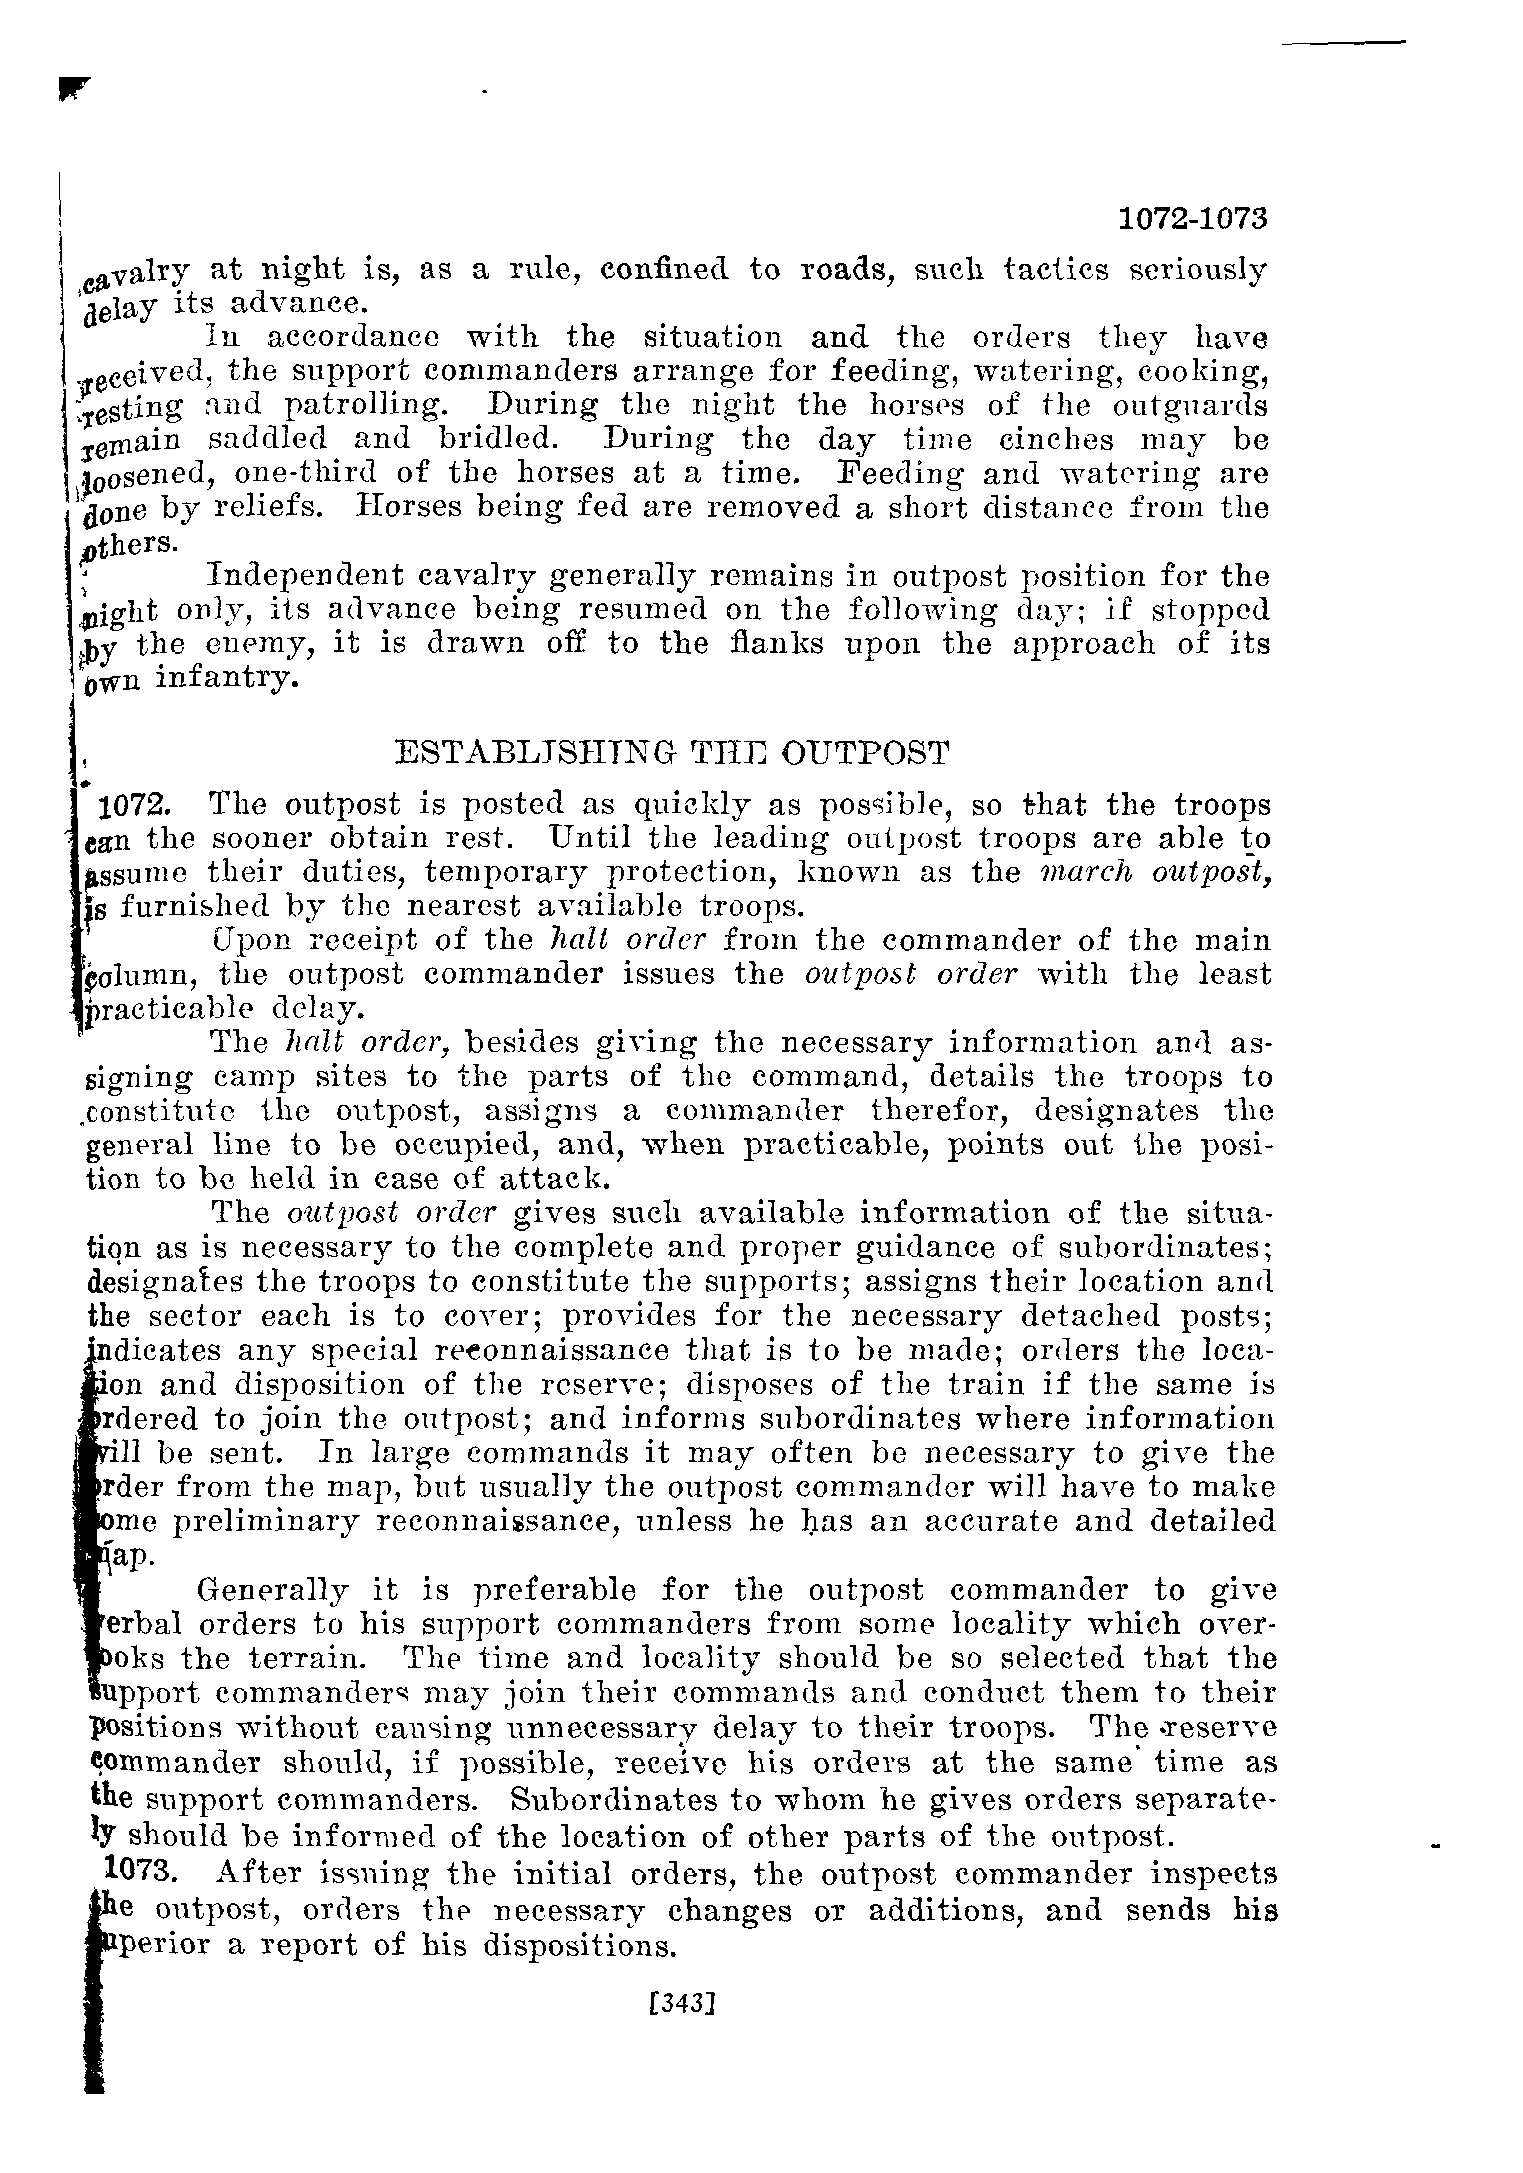 1072-1073
cavalry at night is, as a rule, confined to roads, such tactics seriously
delay its advance.
In accordance with the situation and the orders they have
received, the support commanders arrange for feeding, watering, cooking,
resting and patrolling. During the night the horses of the outguards
remain saddled and bridled. During the day time cinches may be
loosened, one-third of the horses at a time. Feeding and watering are
done by reliefs. Horses being fed are removed a short distance from the
others.
Independent cavalry generally remains in outpost position for the
night only, its advance being resumed on the following day; if stopped
by the enemy, it is drawn off to the flanks upon the approach of its
own infantry.
ESTABLISHING THE OUTPOST
1072. The outpost is posted as quickly as possible, so that the troops
can the sooner obtain rest. Until the leading outpost troops are able to
assume their duties, temporary protection, known as the march outpost,
is furnished by the nearest available troops.
Upon receipt of the halt order from the commander of the main
column, the outpost commander issues the outpost order with the least
practicable delay.
The halt order, besides giving the necessary information and as-
signing camp sites to the parts of the command, details the troops to
constitute the outpost, assigns a commander therefor, designates the
general line to be occupied, and, when practicable, points out the posi-
tion to be held in case of attack.
The outpost order gives such available information of the situa-
tion as is necessary to the complete and proper guidance of subordinates;
designates the troops to constitute the supports; assigns their location and
the sector each is to cover; provides for the necessary detached posts;
indicates any special reconnaissance that is to be made; orders the loca-
tion and disposition of the reserve; disposes of the train if the same is
ordered to join the outpost; and informs subordinates where information
will be sent. In large commands it may often be necessary to give the
order from the map, but usually the outpost commander will have to make
some preliminary reconnaissance, unless he has an accurate and detailed
map.
Generally it is preferable for the outpost commander to give
verbal orders to his support commanders from some locality which over-
looks the terrain. The time and locality should be so selected that the
support commanders may join their commands and conduct them to their
positions without causing unnecessary delay to their troops. The reserve
commander should, if possible, receive his orders at the same time as
the support commanders. Subordinates to whom he gives orders separate-
ly should be informed of the location of other parts of the outpost.
1073. After issuing the initial orders, the outpost commander inspects
the outpost, orders the necessary changes or additions, and sends his
superior a report of his dispositions.
[343]